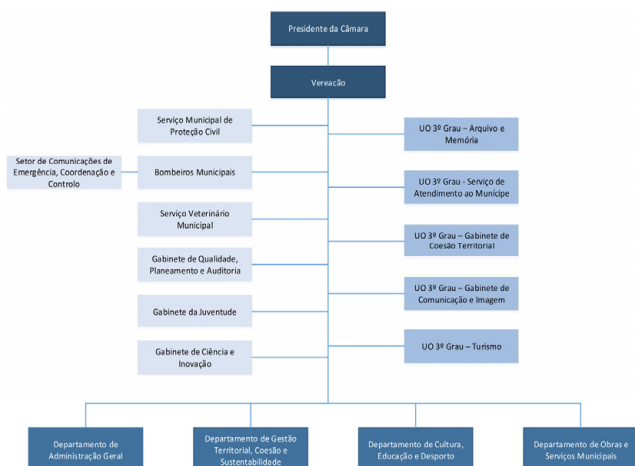 Presidente da Câmara
Vereação
Serviço Municipal de
Proteção Civil
UO 3º Grau – Arquivo e
Memória
Setor de Comunicações de
Emergência, Coordenação e
Controlo
Bombeiros Municipais
UO 3º Grau - Serviço de
Atendimento ao Munícipe
Serviço Veterinário
Municipal
UO 3º Grau – Gabinete de
Coesão Territorial
Gabinete de Qualidade,
Planeamento e Auditoria
UO 3º Grau – Gabinete de
Comunicação e Imagem
Gabinete da Juventude
UO 3º Grau – Turismo
Gabinete de Ciência e
Inovação
Departamento de
Administração Geral
Departamento de Gestão
Territorial, Coesão e
Sustentabilidade
Departamento de Cultura,
Educação e Desporto
Departamento de Obras e
Serviços Municipais